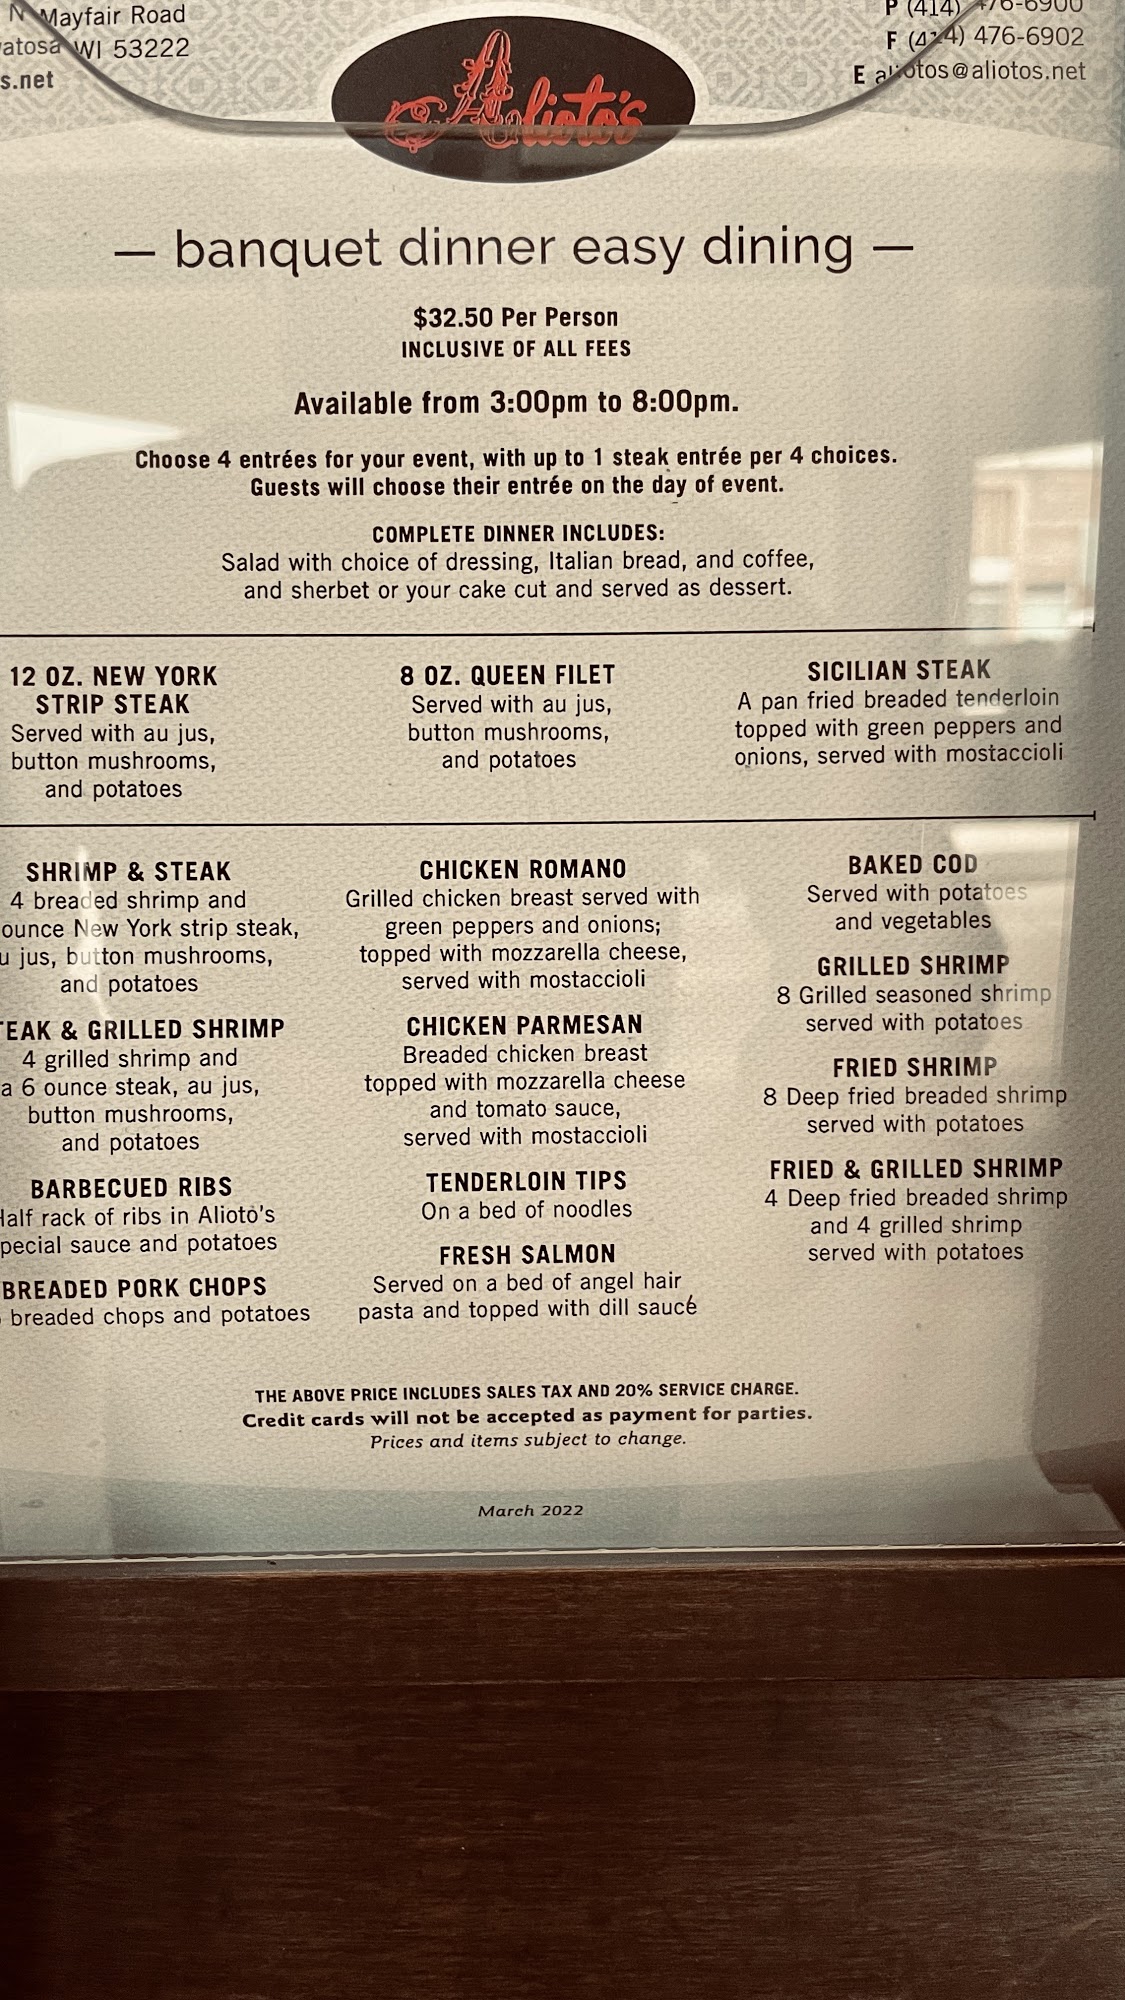 N Mayfair Road
WI 53222
s.net
P (414) 476-6900
F (414) 476-6902
E aliotos@aliotos.net
Alioto's
— banquet dinner easy dining —
$32.50 Per Person
INCLUSIVE OF ALL FEES
Available from 3:00pm to 8:00pm.
Choose 4 entrées for your event, with up to 1 steak entrée per 4 choices.
Guests will choose their entrée on the day of event.
COMPLETE DINNER INCLUDES:
Salad with choice of dressing, Italian bread, and coffee,
and sherbet or your cake cut and served as dessert.
12 OZ. NEW YORK
STRIP STEAK
Served with au jus,
button mushrooms,
and potatoes
8 OZ. QUEEN FILET
Served with au jus,
button mushrooms,
and potatoes
SICILIAN STEAK
A pan fried breaded tenderloin
topped with green peppers and
onions, served with mostaccioli
SHRIMP & STEAK
4 breaded shrimp and
ounce New York strip steak,
jus, button mushrooms,
and potatoes
TEAK & GRILLED SHRIMP
4 grilled shrimp and
a 6 ounce steak, au jus,
button mushrooms,
and potatoes
BARBECUED RIBS
Half rack of ribs in Alioto's
pecial sauce and potatoes
BREADED PORK CHOPS
breaded chops and potatoes
CHICKEN ROMANO
Grilled chicken breast served with
green peppers and onions;
topped with mozzarella cheese,
served with mostaccioli
CHICKEN PARMESAN
Breaded chicken breast
topped with mozzarella cheese
and tomato sauce,
served with mostaccioli
TENDERLOIN TIPS
On a bed of noodles
FRESH SALMON
Served on a bed of angel hair
pasta and topped with dill sauce
BAKED COD
Served with potatoes
and vegetables
GRILLED SHRIMP
8 Grilled seasoned shrimp
served with potatoes
FRIED SHRIMP
8 Deep fried breaded shrimp
served with potatoes
FRIED & GRILLED SHRIMP
4 Deep fried breaded shrimp
and 4 grilled shrimp
served with potatoes
THE ABOVE PRICE INCLUDES SALES TAX AND 20% SERVICE CHARGE.
Credit cards will not be accepted as payment for parties.
Prices and items subject to change.
March 2022